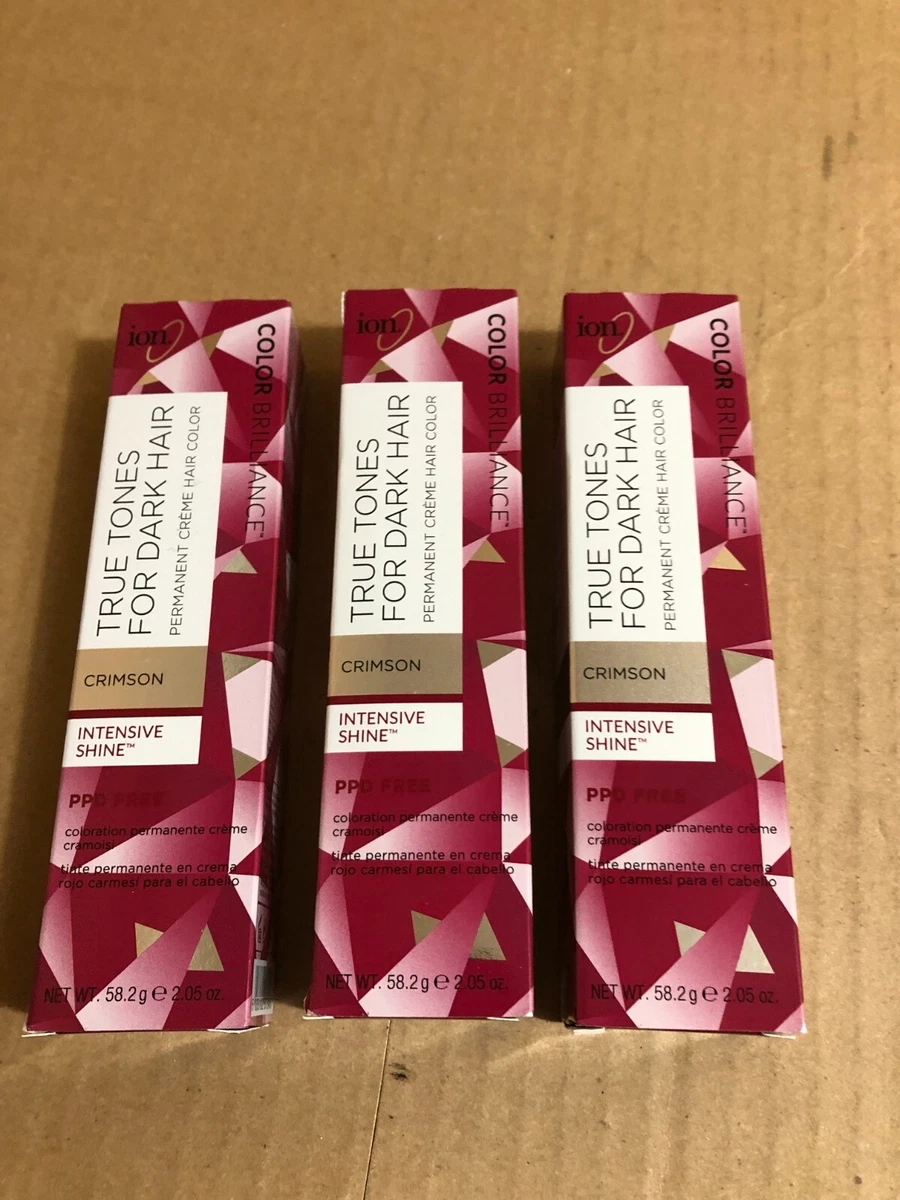 ion.
COLOR BRILLIANCE™
TRUE TONES
FOR DARK HAIR
PERMANENT CRÈME HAIR COLOR
CRIMSON
INTENSIVE
SHINE™
PPD FREE
coloration permanente crème
cramoisi
tinte permanente en crema
rojo carmesí para el cabello
NET WT. 58.2 g ℮ 2.05 oz.
ion.
COLOR BRILLIANCE™
TRUE TONES
FOR DARK HAIR
PERMANENT CRÈME HAIR COLOR
CRIMSON
INTENSIVE
SHINE™
PPD FREE
coloration permanente crème
cramoisi
tinte permanente en crema
rojo carmesí para el cabello
NET WT. 58.2 g ℮ 2.05 oz.
ion.
COLOR BRILLIANCE™
TRUE TONES
FOR DARK HAIR
PERMANENT CRÈME HAIR COLOR
CRIMSON
INTENSIVE
SHINE™
PPD FREE
coloration permanente crème
cramoisi
tinte permanente en crema
rojo carmesí para el cabello
NET WT. 58.2 g ℮ 2.05 oz.